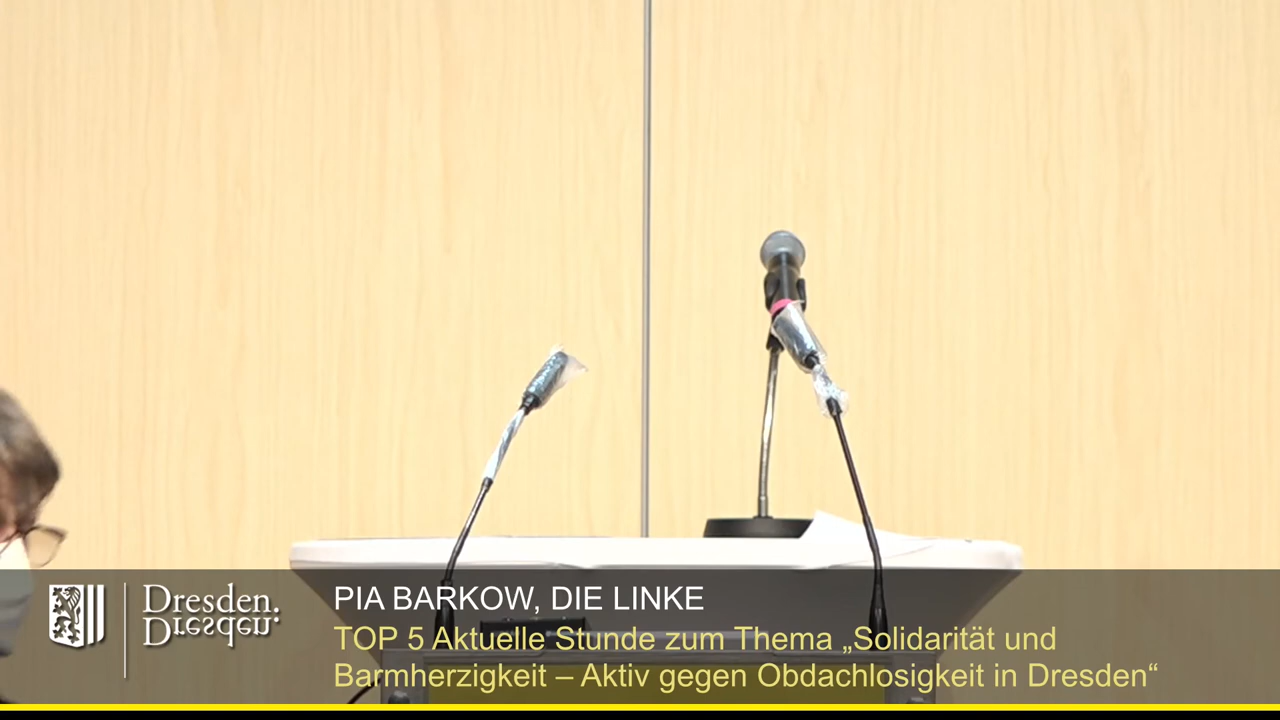 Dresden.
Dresden.
PIA BARKOW, DIE LINKE
TOP 5 Aktuelle Stunde zum Thema „Solidarität und
Barmherzigkeit – Aktiv gegen Obdachlosigkeit in Dresden“